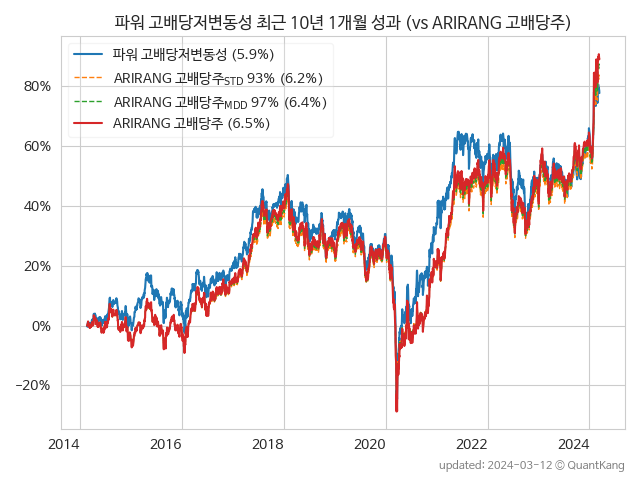 파워 고배당저변동성 최근 10년 1개월 성과 (vs ARIRANG 고배당주)
파워 고배당저변동성 (5.9%)
ARIRANG 고배당주STD 93% (6.2%)
ARIRANG 고배당주MDD 97% (6.4%)
ARIRANG 고배당주 (6.5%)
80%
60%
40%
20%
0%
−20%
2014 2016 2018 2020 2022 2024
updated: 2024-03-12 © QuantKang